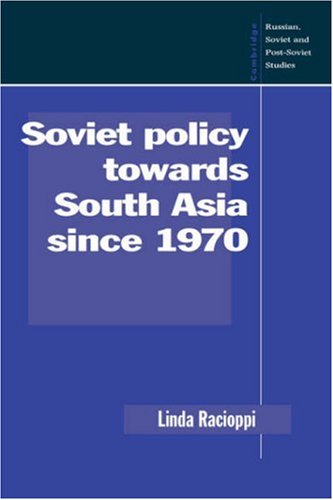 Cambridge
Russian,
Soviet and
Post-Soviet
Studies
Soviet policy
towards
South Asia
since 1970
Linda Racioppi